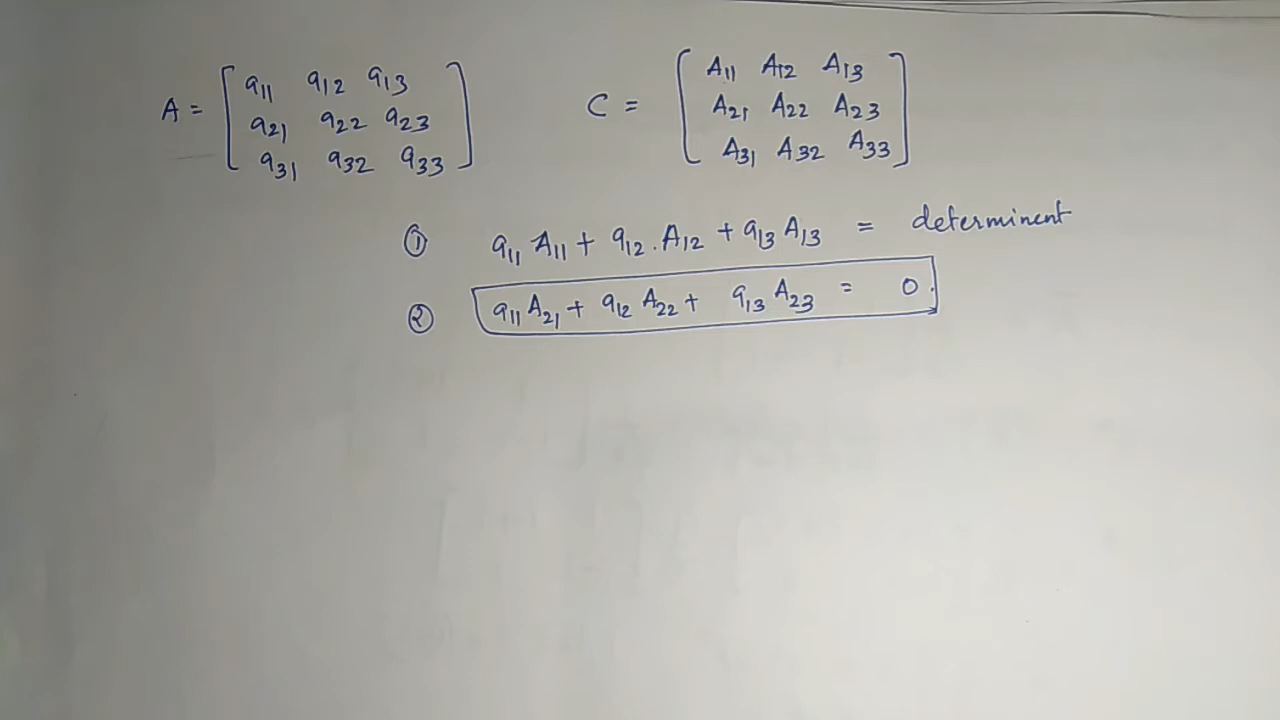 A = [ a11 a12 a13
a21 a22 a23
a31 a32 a33 ]
C = [ A11 A12 A13
A21 A22 A23
A31 A32 A33 ]
① a11 A11 + a12 . A12 + a13 A13 = determinent
② a11 A21 + a12 A22 + a13 A23 = 0.